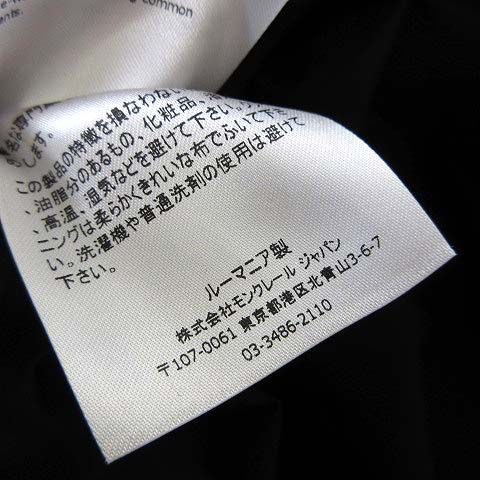 common
この製品の特徴を損なわない
、油脂分のあるもの、化粧品、
、高温、湿気などを避けて下さい。
ニングは柔らかくきれいな布でふいて下
い。洗濯機や普通洗剤の使用は避けて
下さい。
ルーマニア製
株式会社モンクレール ジャパン
〒107-0061 東京都港区北青山3-6-7
03-3486-2110